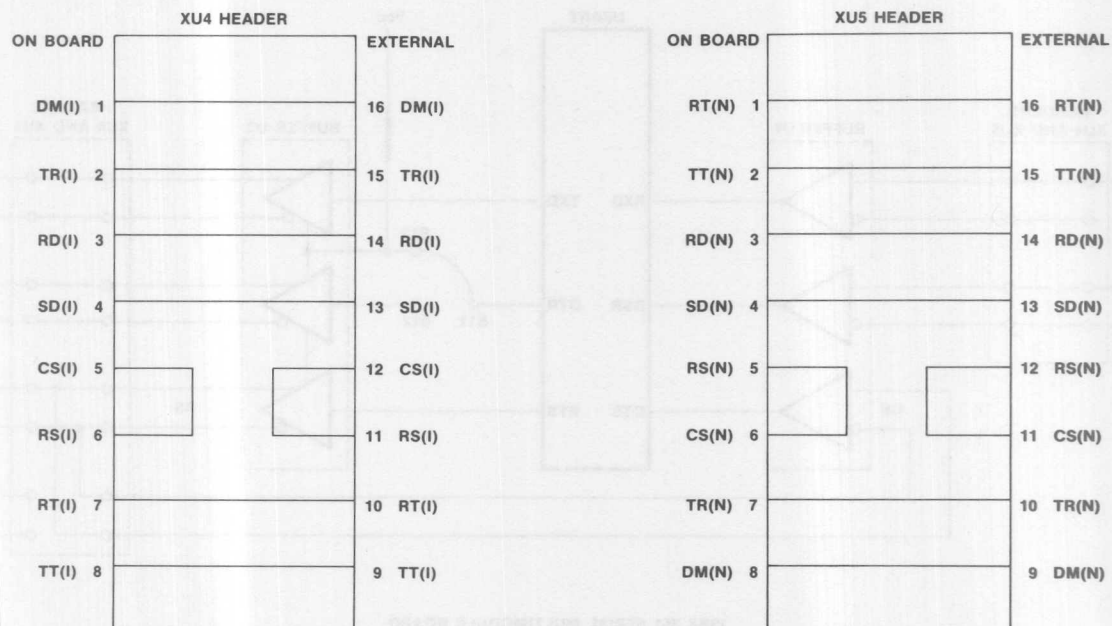 XU4 HEADER
ON BOARD EXTERNAL
DM(I) 1 16 DM(I)
TR(I) 2 15 TR(I)
RD(I) 3 14 RD(I)
SD(I) 4 13 SD(I)
CS(I) 5 12 CS(I)
RS(I) 6 11 RS(I)
RT(I) 7 10 RT(I)
TT(I) 8 9 TT(I)
XU5 HEADER
ON BOARD EXTERNAL
RT(N) 1 16 RT(N)
TT(N) 2 15 TT(N)
RD(N) 3 14 RD(N)
SD(N) 4 13 SD(N)
RS(N) 5 12 RS(N)
CS(N) 6 11 CS(N)
TR(N) 7 10 TR(N)
DM(N) 8 9 DM(N)